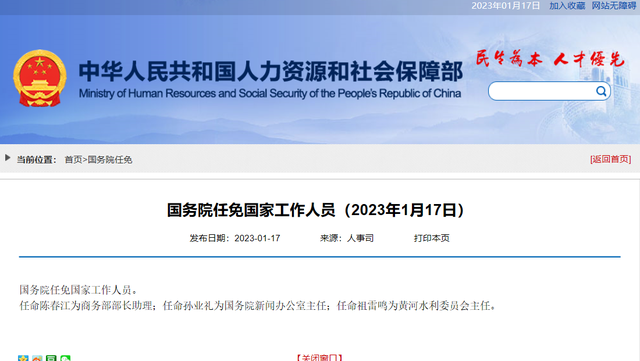 2023年01月17日 加入收藏 网站无障碍
中华人民共和国人力资源和社会保障部
Ministry of Human Resources and Social Security of the People's Republic of China
民生为本 人才优先
当前位置： 首页>国务院任免 [返回首页]
国务院任免国家工作人员（2023年1月17日）
发布日期：2023-01-17 来源：人事司 打印本页
国务院任免国家工作人员。
任命陈春江为商务部部长助理；任命孙业礼为国务院新闻办公室主任；任命祖雷鸣为黄河水利委员会主任。
【关闭窗口】